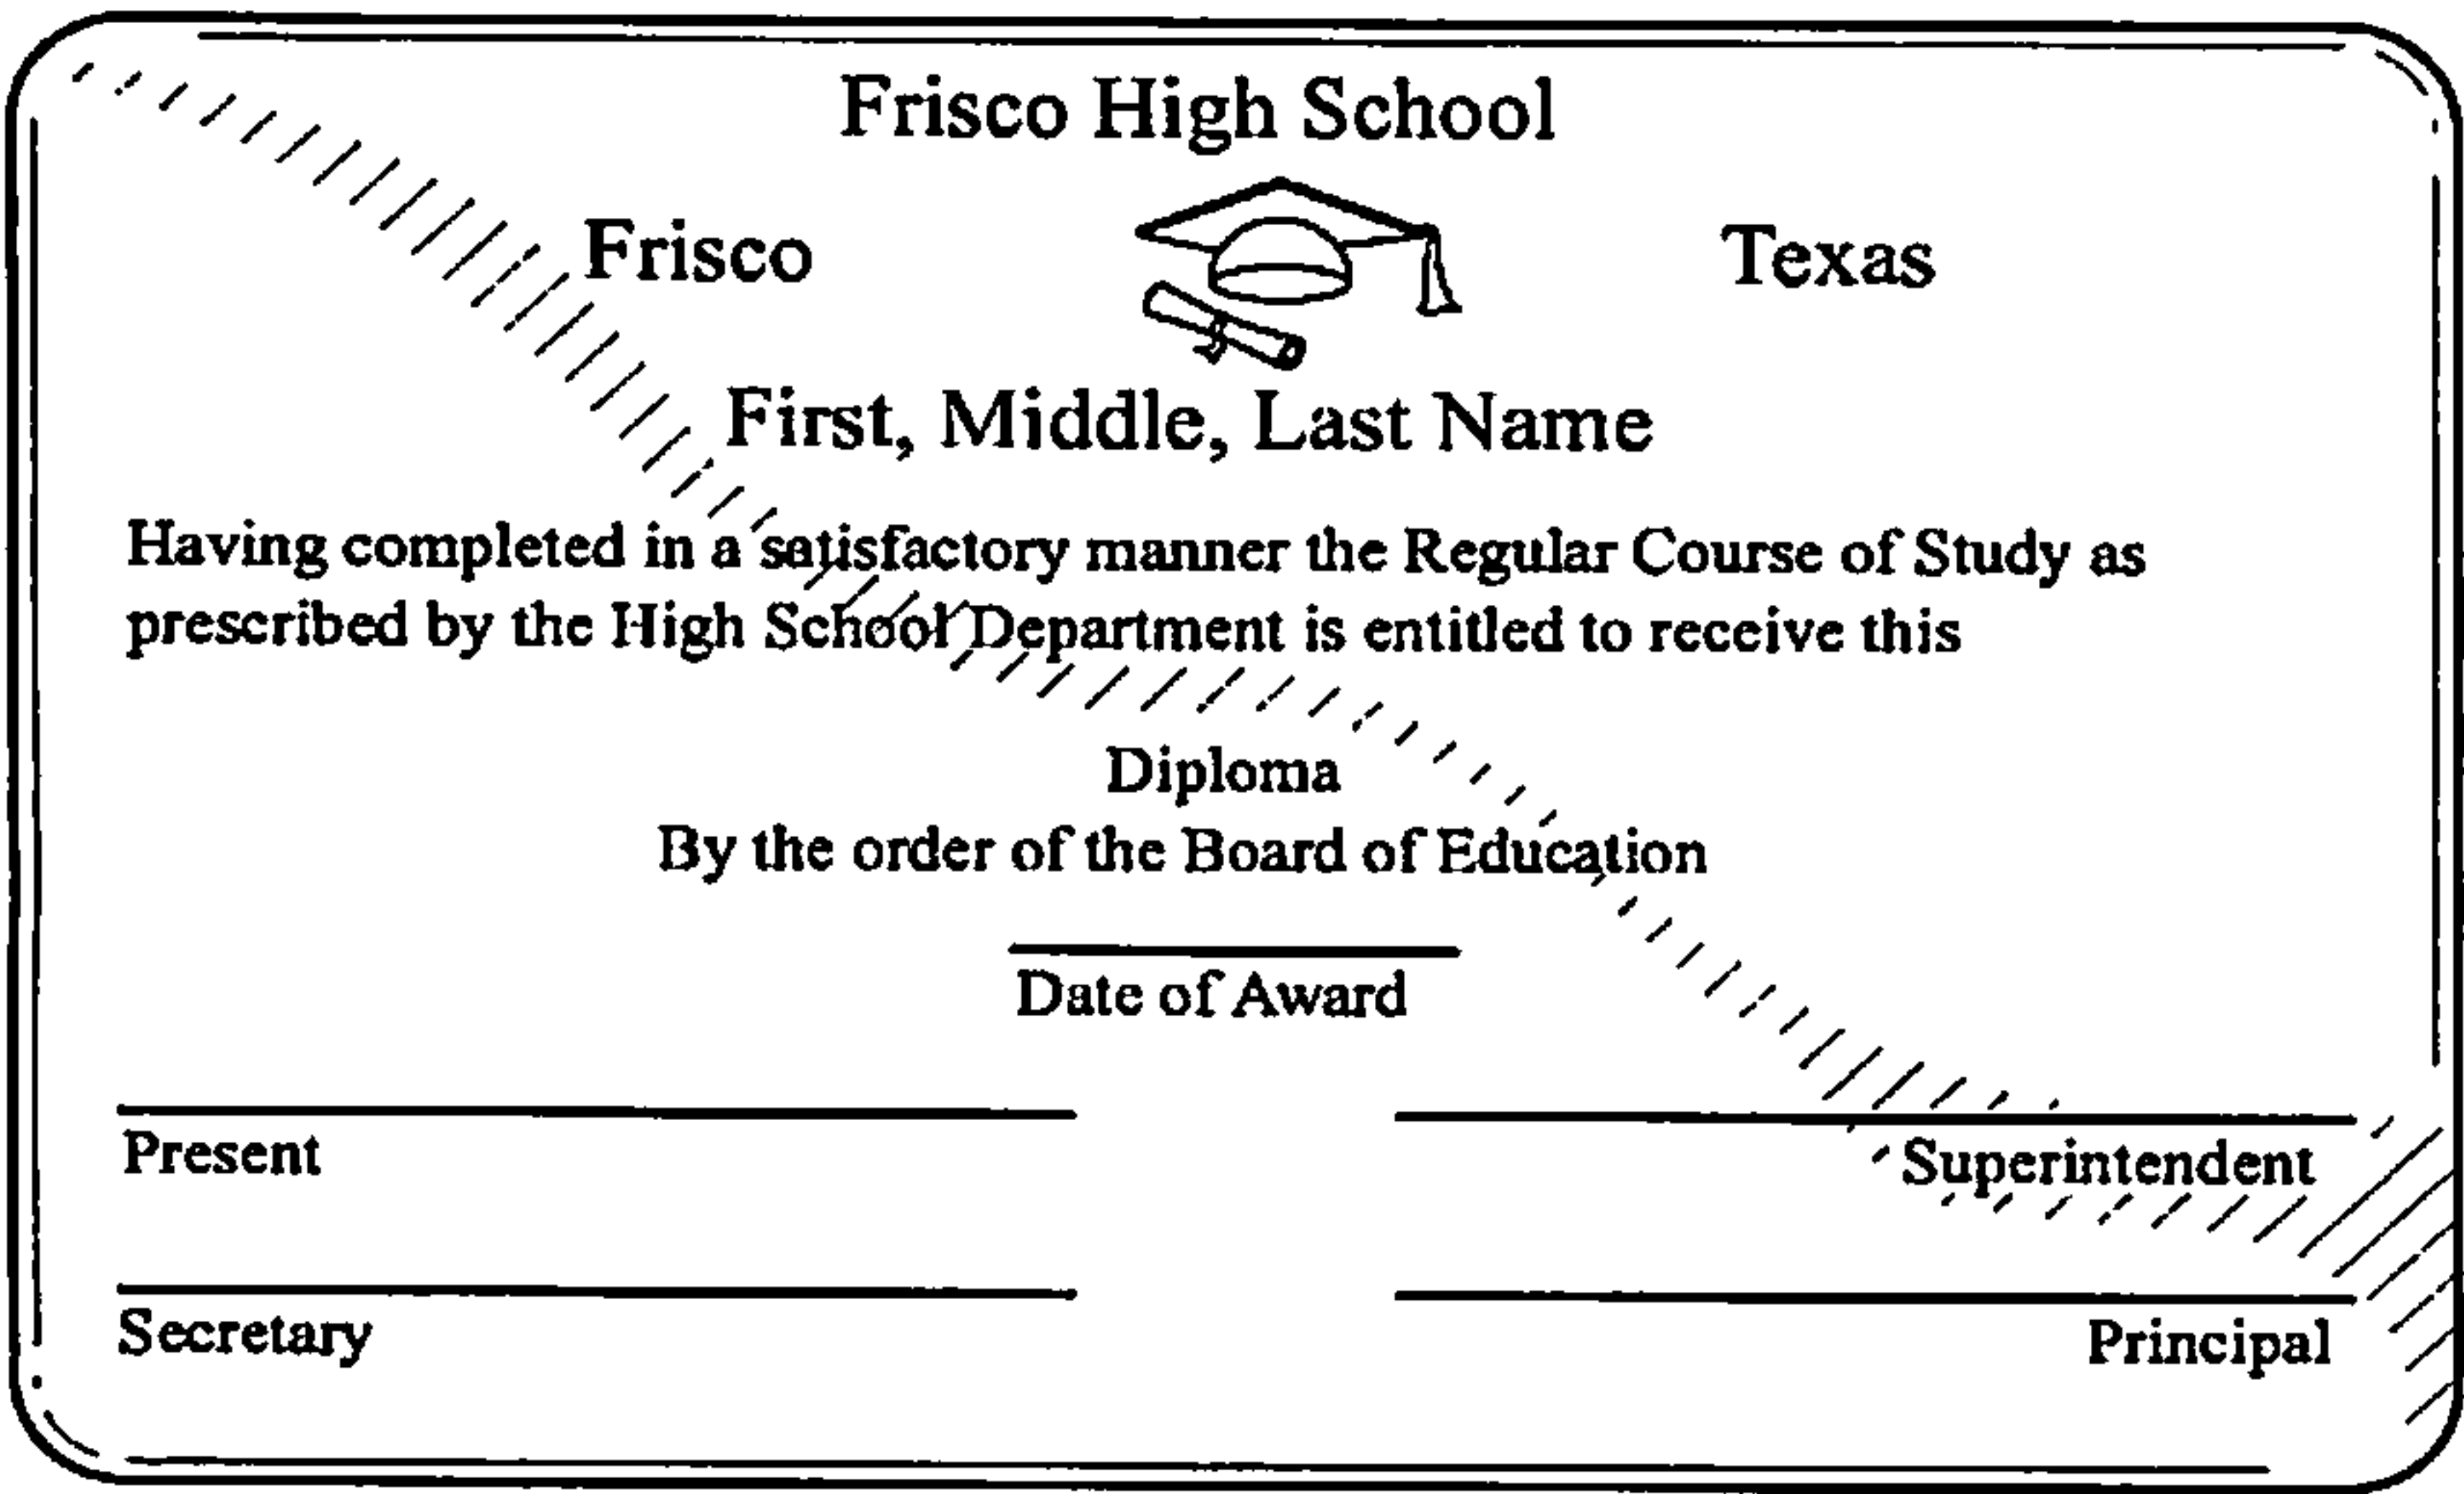 Frisco High School
Frisco Texas
First, Middle, Last Name
Having completed in a satisfactory manner the Regular Course of Study as
prescribed by the High School Department is entitled to receive this
Diploma
By the order of the Board of Education
Date of Award
Present Superintendent
Secretary Principal